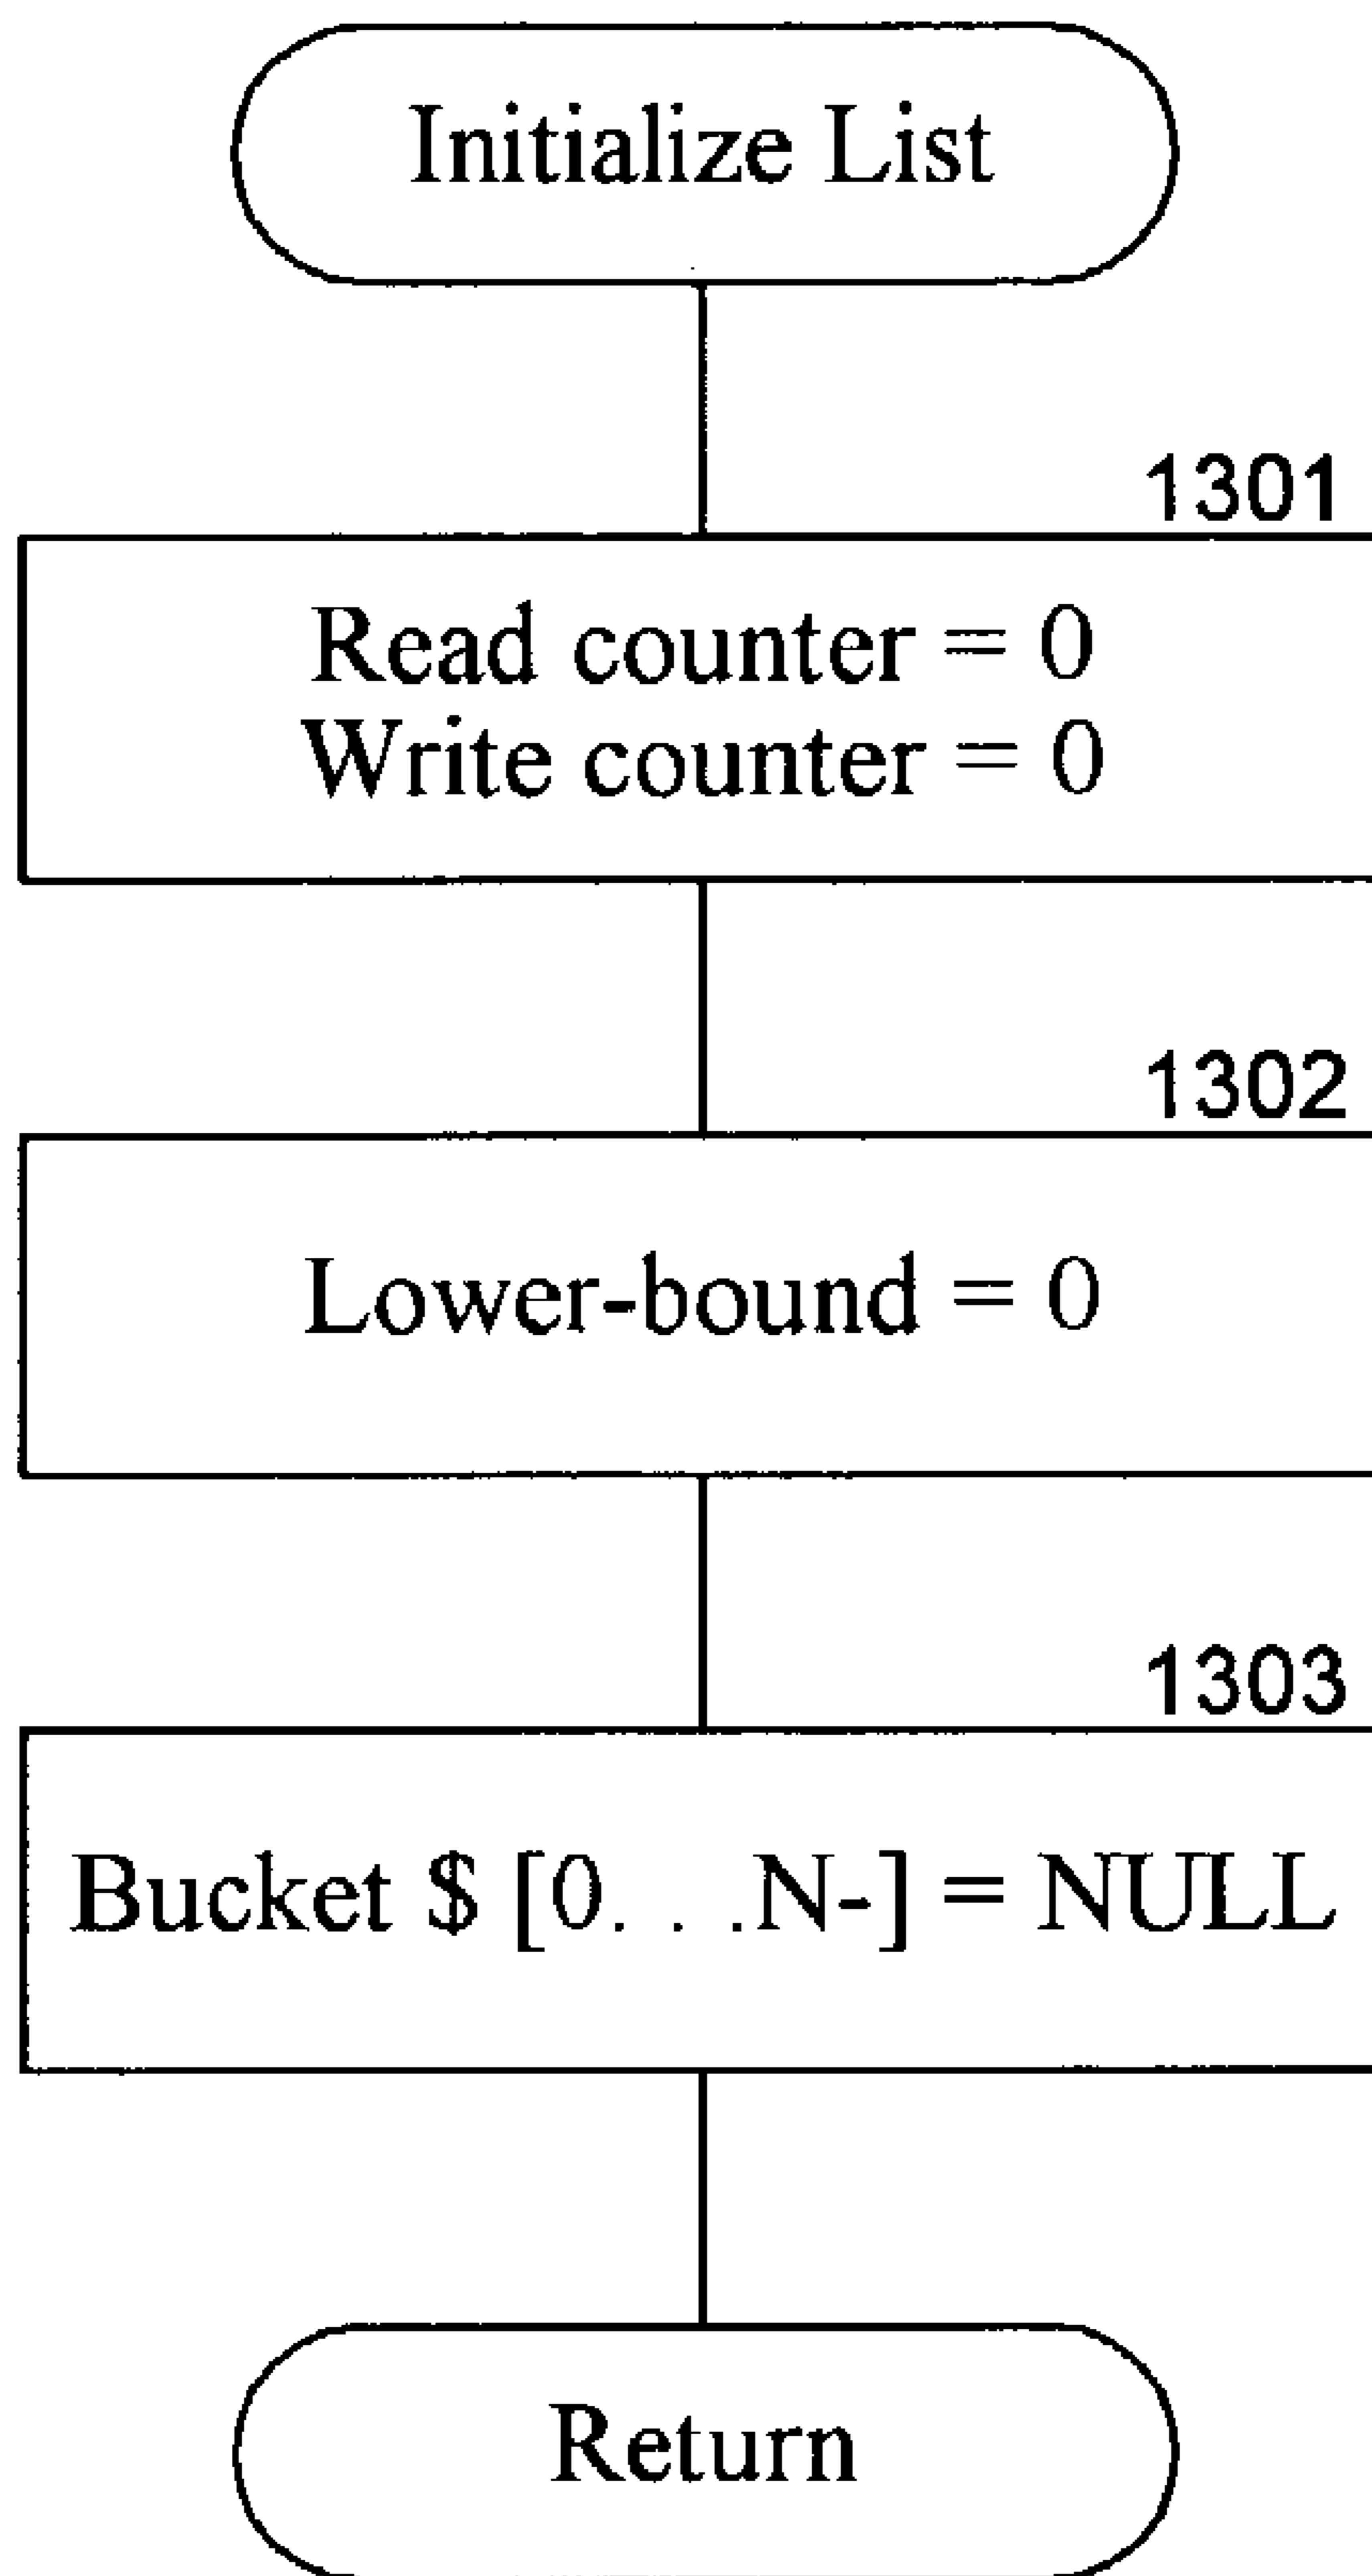 Initialize List
1301
Read counter = 0
Write counter = 0
1302
Lower-bound = 0
1303
Bucket $ [0. . .N-] = NULL
Return